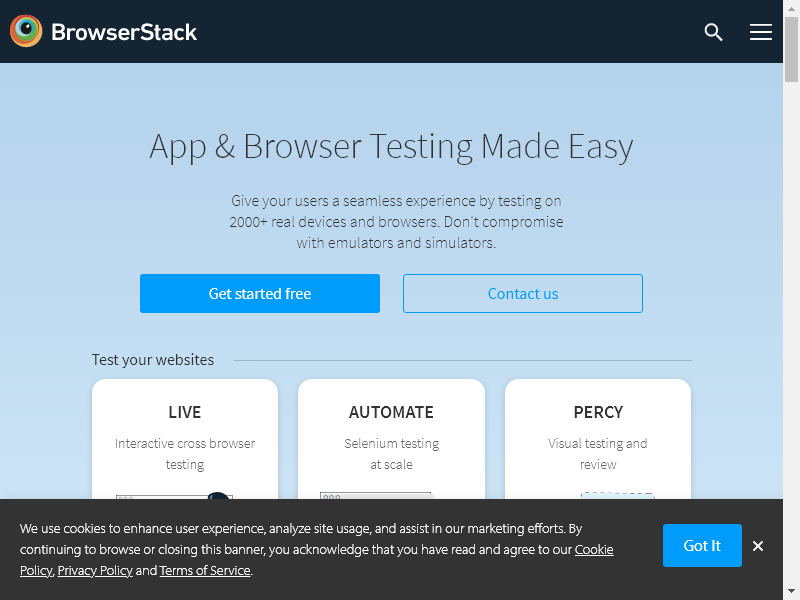 BrowserStack
App & Browser Testing Made Easy
Give your users a seamless experience by testing on
2000+ real devices and browsers. Don't compromise
with emulators and simulators.
Get started free
Contact us
Test your websites
LIVE
Interactive cross browser
testing
AUTOMATE
Selenium testing
at scale
PERCY
Visual testing and
review
We use cookies to enhance user experience, analyze site usage, and assist in our marketing efforts. By
continuing to browse or closing this banner, you acknowledge that you have read and agree to our Cookie
Policy, Privacy Policy and Terms of Service.
Got It